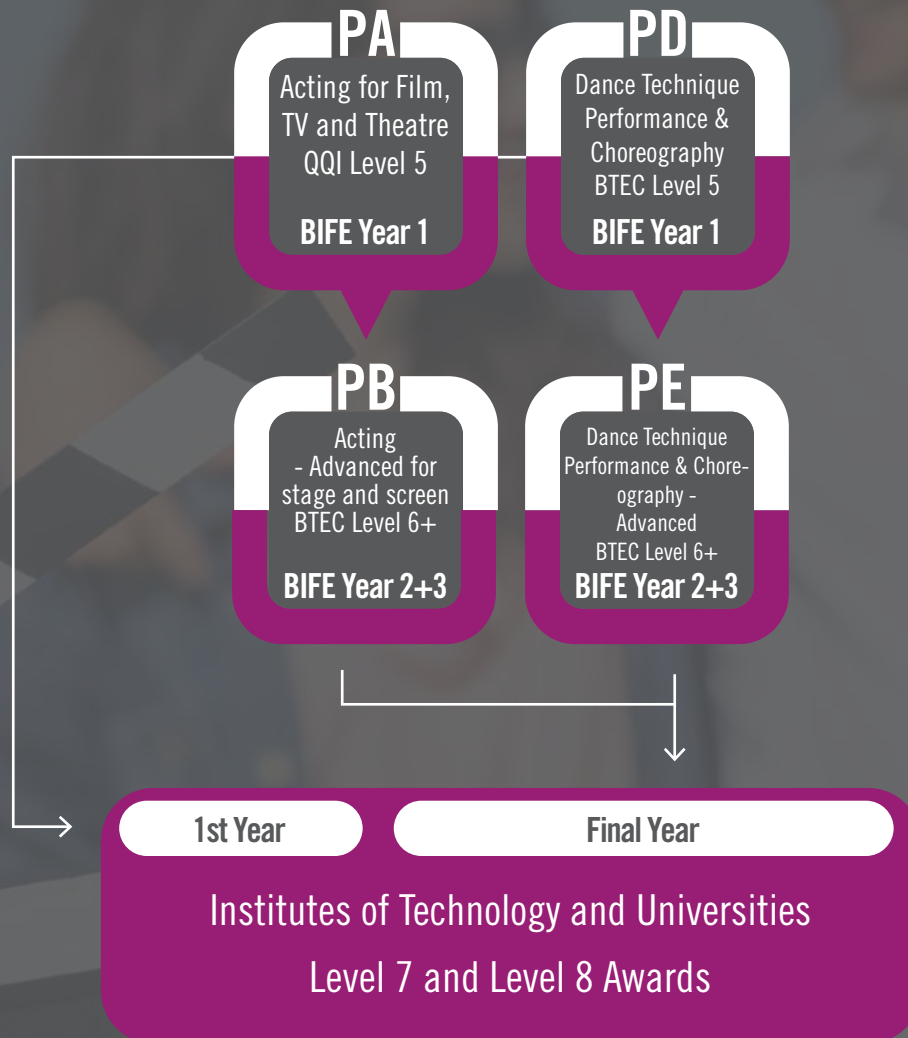 PA
Acting for Film,
TV and Theatre
QQI Level 5
BIFE Year 1
PD
Dance Technique
Performance &
Choreography
BTEC Level 5
BIFE Year 1
PB
Acting
- Advanced for
stage and screen
BTEC Level 6+
BIFE Year 2+3
PE
Dance Technique
Performance & Chore-
ography -
Advanced
BTEC Level 6+
BIFE Year 2+3
1st Year
Final Year
Institutes of Technology and Universities
Level 7 and Level 8 Awards